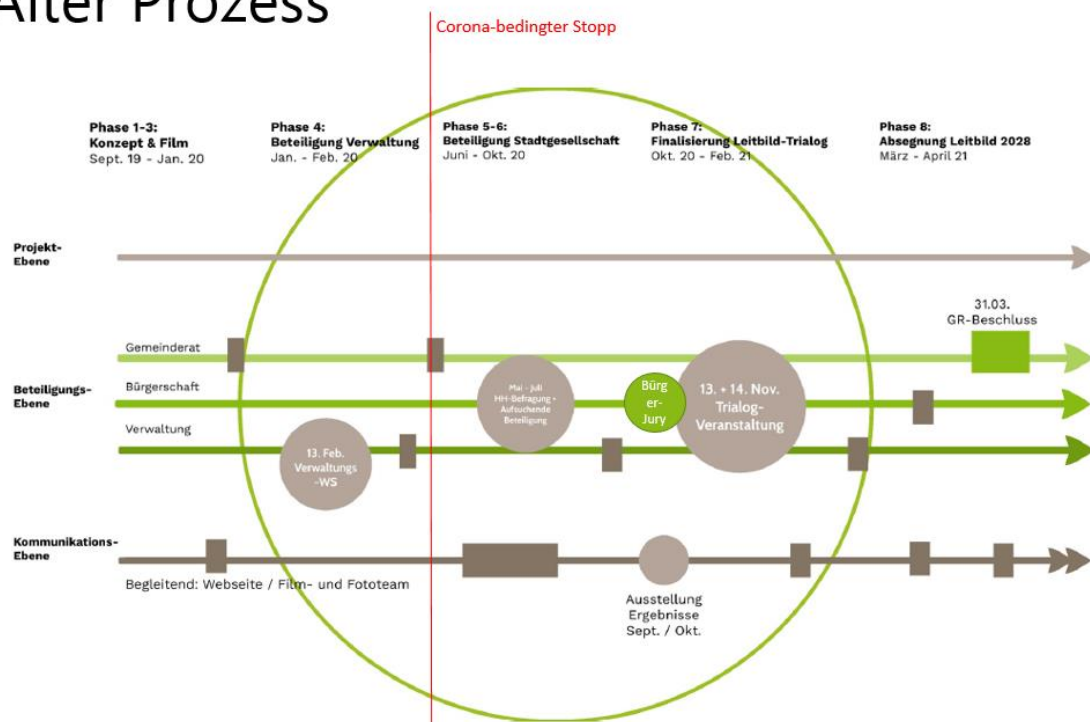 Alter Prozess
Corona-bedingter Stopp
Phase 1-3:
Konzept & Film
Sept. 19 - Jan. 20
Phase 4:
Beteiligung Verwaltung
Jan. - Feb. 20
Phase 5-6:
Beteiligung Stadtgesellschaft
Juni - Okt. 20
Phase 7:
Finalisierung Leitbild-Trialog
Okt. 20 - Feb. 21
Phase 8:
Absegnung Leitbild 2028
März - April 21
Projekt-
Ebene
31.03.
GR-Beschluss
Gemeinderat
Beteiligungs-
Ebene
Bürgerschaft
Verwaltung
13. Feb.
Verwaltungs
-WS
Mai - Juli
HH-Befragung -
Aufsuchende
Beteiligung
Bürg
er-
Jury
13. + 14. Nov.
Trialog-
Veranstaltung
Kommunikations-
Ebene
Begleitend: Webseite / Film- und Fototeam
Ausstellung
Ergebnisse
Sept. / Okt.